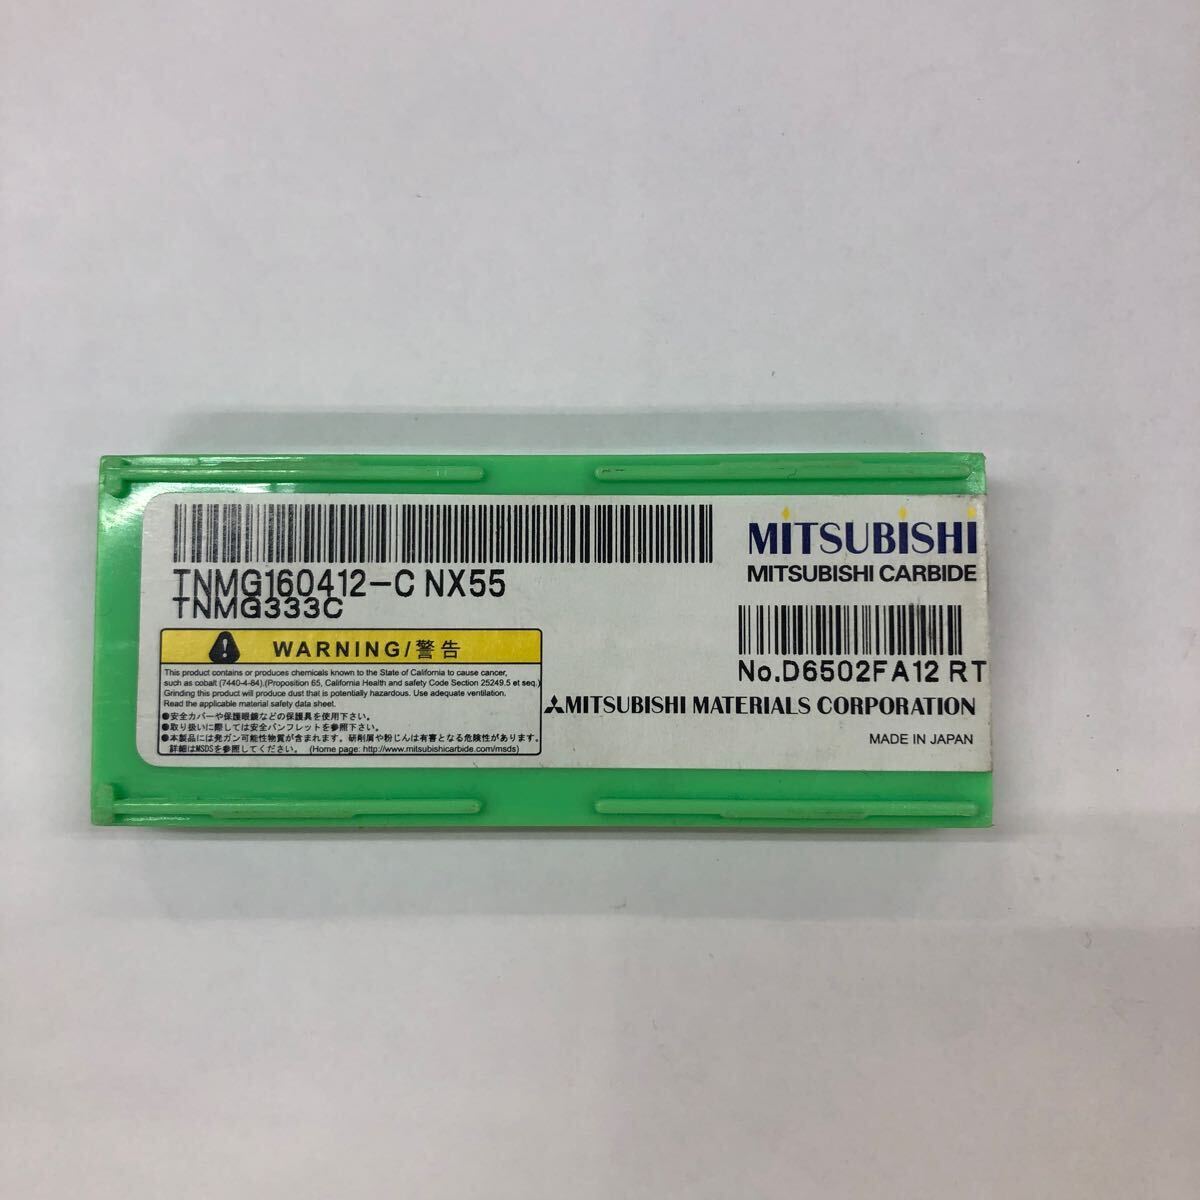 TNMG160412-C NX55
TNMG333C
WARNING/警告
This product contains or produces chemicals known to the State of California to cause cancer,
such as cobalt (7440-4-84).(Proposition 65, California Health and safety Code Section 25249.5 et seq.)
Grinding this product will produce dust that is potentially hazardous. Use adequate ventilation.
Read the applicable material safety data sheet.
●安全カバーや保護眼鏡などの保護具を使用下さい。
●取り扱いに際しては安全パンフレットを参照下さい。
●本製品には発ガン可能性物質が含まれます。研削屑や粉じんは有害となる危険性があります。
詳細はMSDSを参照してください。 (Home page: http://www.mitsubishicarbide.com/msds)
MITSUBISHI
MITSUBISHI CARBIDE
No.D6502FA12 RT
MITSUBISHI MATERIALS CORPORATION
MADE IN JAPAN